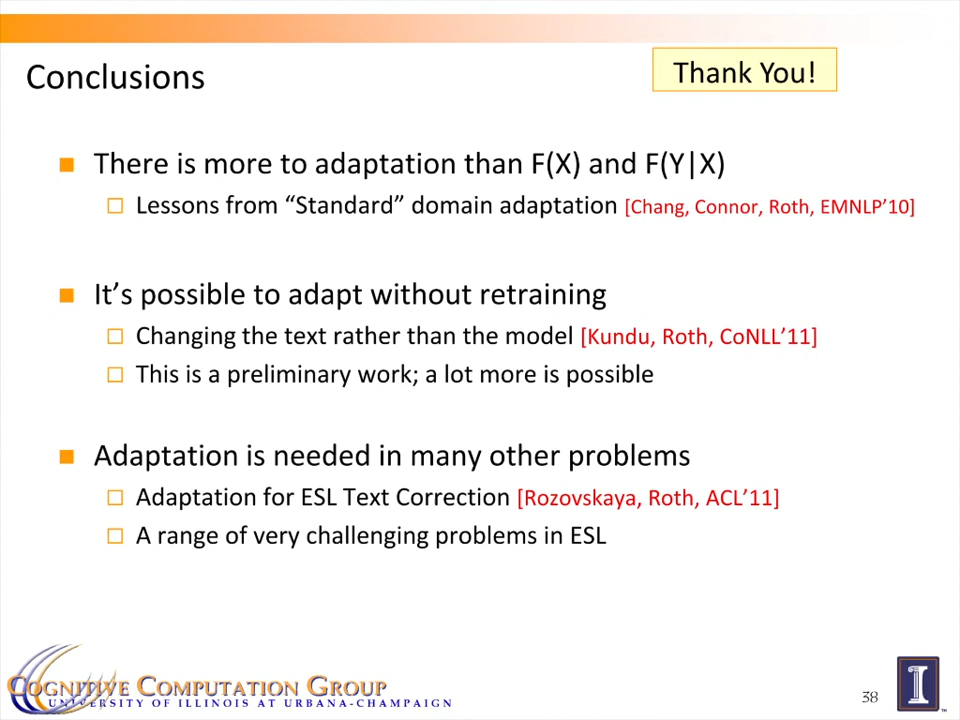 Conclusions
Thank You!
There is more to adaptation than F(X) and F(Y|X)
Lessons from “Standard” domain adaptation [Chang, Connor, Roth, EMNLP’10]
It’s possible to adapt without retraining
Changing the text rather than the model [Kundu, Roth, CoNLL’11]
This is a preliminary work; a lot more is possible
Adaptation is needed in many other problems
Adaptation for ESL Text Correction [Rozovskaya, Roth, ACL’11]
A range of very challenging problems in ESL
COGNITIVE COMPUTATION GROUP
UNIVERSITY OF ILLINOIS AT URBANA-CHAMPAIGN
38
I
™